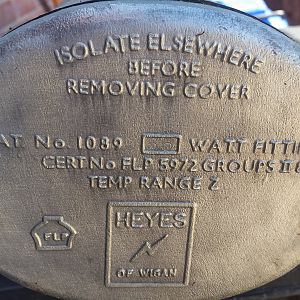 ISOLATE ELSEWHERE
BEFORE
REMOVING COVER
AT. No. 1089 WATT FITTIN
CERT No FLP 5972 GROUPS II &
TEMP RANGE Z
HEYES
OF WIGAN
FLP